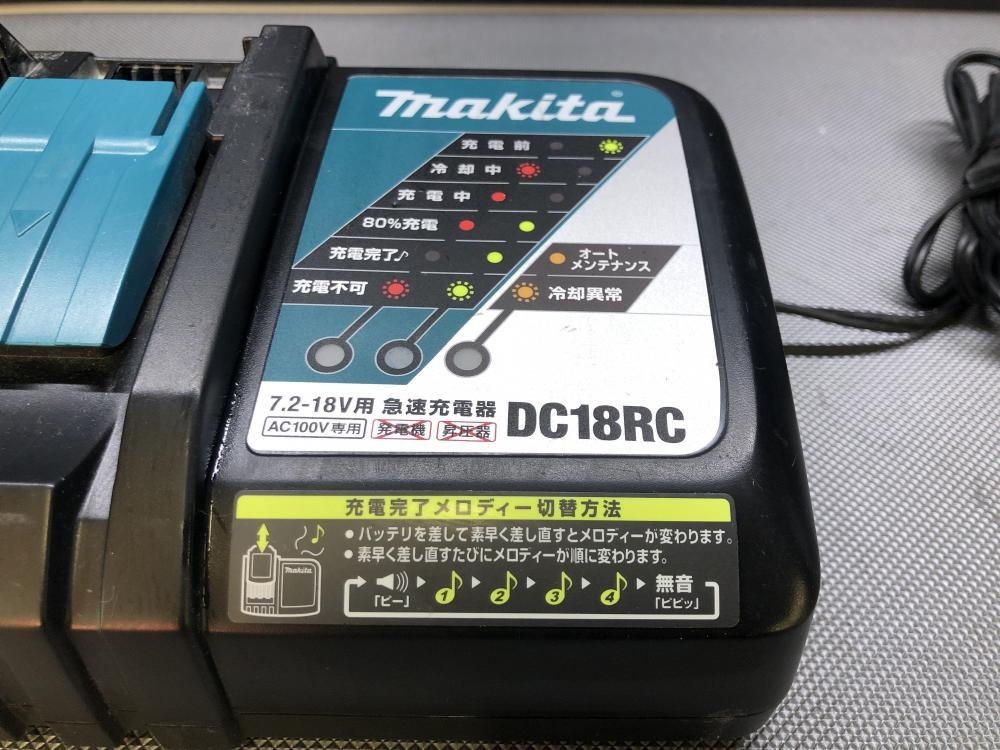 makita
充電前
冷却中
充電中
80%充電
充電完了♪
充電不可
オート
メンテナンス
冷却異常
7.2-18V用 急速充電器 DC18RC
AC100V専用 発電機 昇圧器
充電完了メロディー切替方法
●バッテリを差して素早く差し直すとメロディーが変わります。
●素早く差し直すたびにメロディーが順に変わります。
makita
1 2 3 4 無音
「ピー」 「ピピッ」